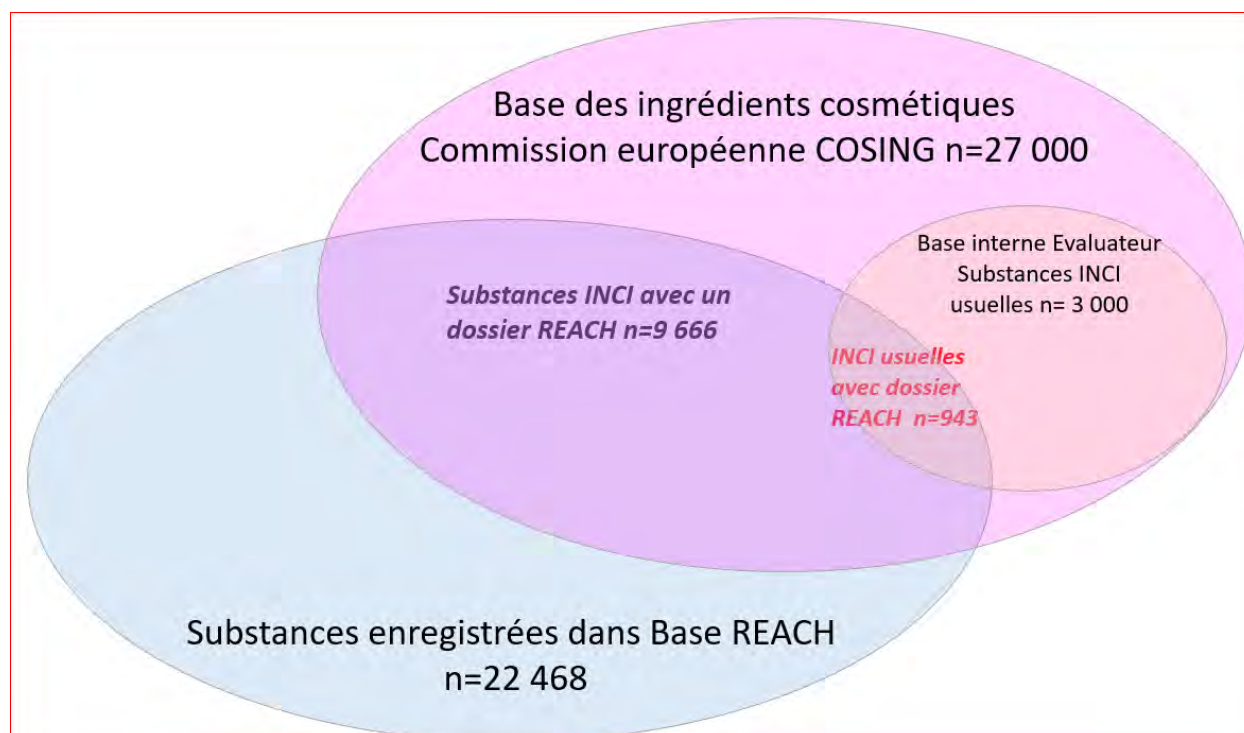 Base des ingrédients cosmétiques
Commission européenne COSING n=27 000
Base interne Evaluateur
Substances INCI
usuelles n= 3 000
Substances INCI avec un
dossier REACH n=9 666
INCI usuelles
avec dossier
REACH  n=943
Substances enregistrées dans Base REACH
n=22 468